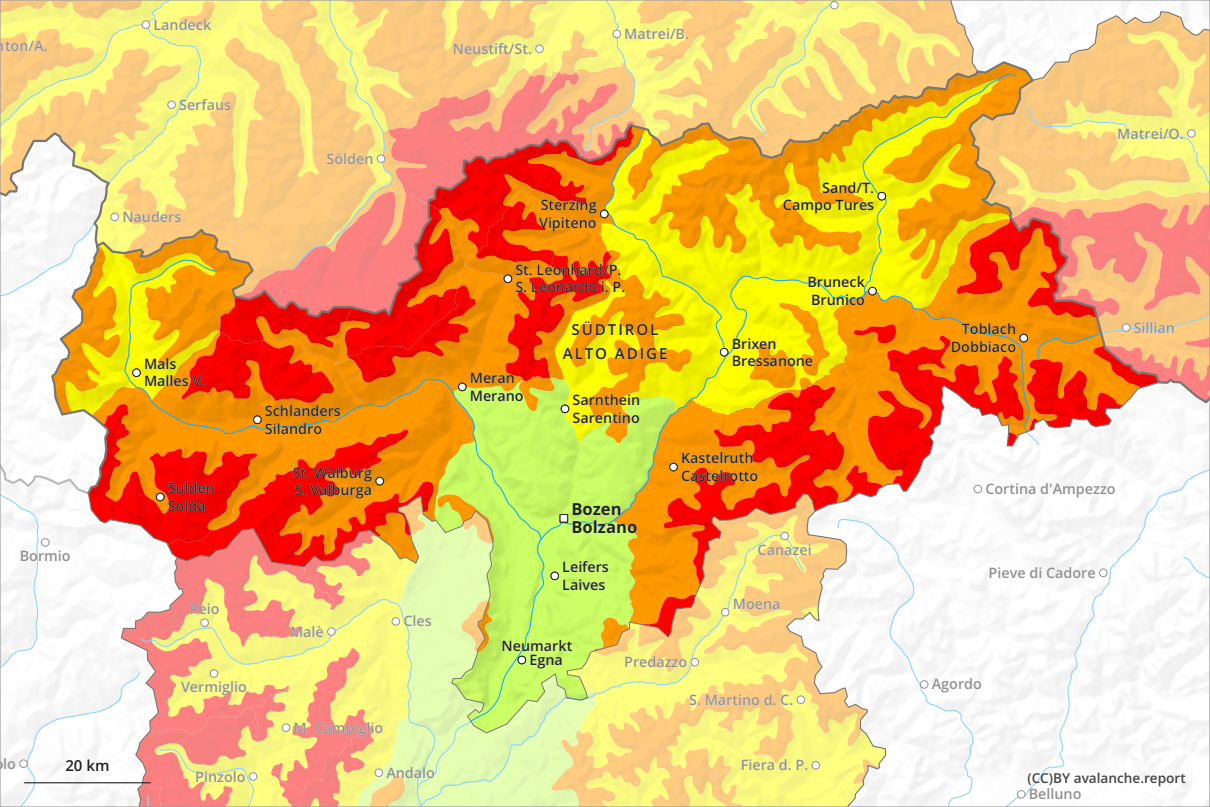 Landeck
nton/A.
Neustift/St.
Matrei/B.
Serfaus
Matrei/O.
Sölden
Sand/T.
Campo Tures
Nauders
Sterzing
Vipiteno
St. Leonhard/P.
S. Leonardo i. P.
Bruneck
Brunico
SÜDTIROL
ALTO ADIGE
Toblach
Dobbiaco
Sillian
Brixen
Bressanone
Mals
Malles V.
Meran
Merano
Sarnthein
Sarentino
Schlanders
Silandro
Kastelruth
Castelrotto
St. Walburg
S. Valburga
Sulden
Solda
Cortina d'Ampezzo
Bozen
Bolzano
Bormio
Canazei
Leifers
Laives
Pieve di Cadore
Peio
Moena
Malè
Cles
Neumarkt
Egna
Predazzo
Vermiglio
Agordo
S. Martino d. C.
M. Campiglio
olo
20 km
Pinzolo
Andalo
Fiera d. P.
(CC)BY avalanche.report
Belluno